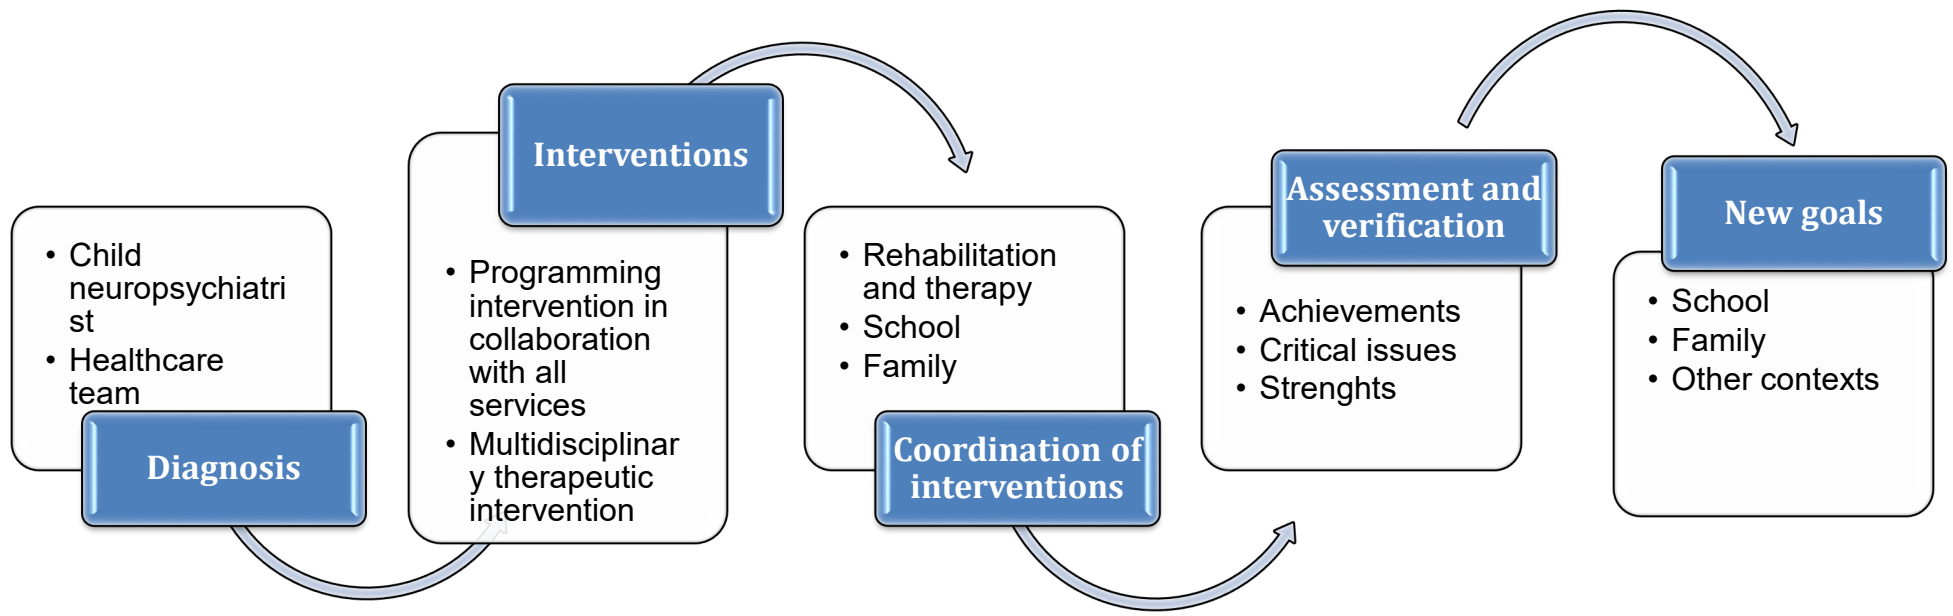 • Child
neuropsychiatri
st
• Healthcare
team
Diagnosis
Interventions
• Programming
intervention in
collaboration
with all
services
• Multidisciplinar
y therapeutic
intervention
• Rehabilitation
and therapy
• School
• Family
Coordination of
interventions
Assessment and
verification
• Achievements
• Critical issues
• Strenghts
New goals
• School
• Family
• Other contexts